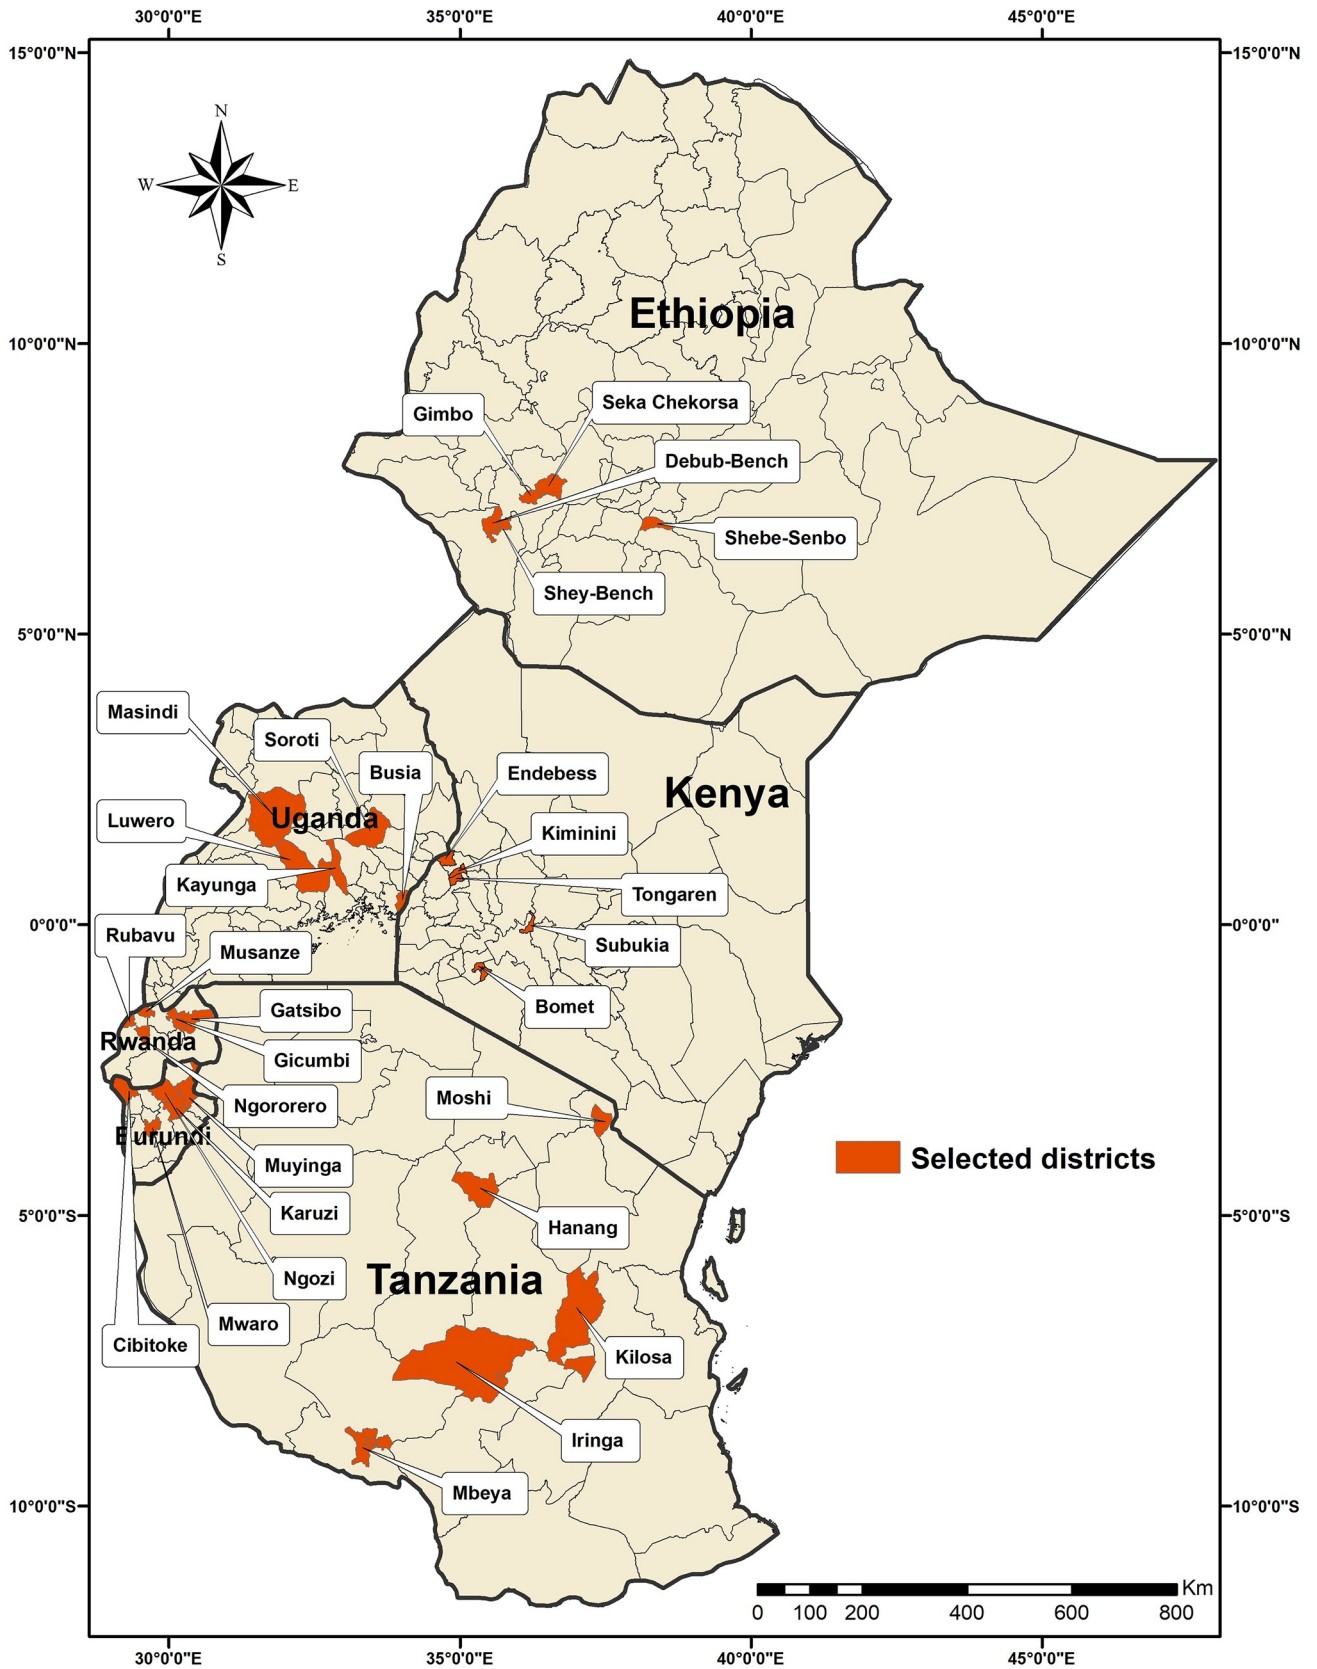 30°0'0"E 35°0'0"E 40°0'0"E 45°0'0"E
15°0'0"N 15°0'0"N
N
W E
S
Ethiopia
10°0'0"N 10°0'0"N
Seka Chekorsa
Gimbo
Debub-Bench
Shebe-Senbo
Shey-Bench
5°0'0"N 5°0'0"N
Masindi
Soroti
Busia
Endebess
Kenya
Luwero
Uganda
Kiminini
Kayunga
Tongaren
0°0'0" 0°0'0"
Rubavu
Musanze
Subukia
Bomet
Gatsibo
Rwanda
Gicumbi
Moshi
Ngororero
Burundi
Selected districts
Muyinga
Karuzi
5°0'0"S 5°0'0"S
Hanang
Ngozi
Tanzania
Mwaro
Cibitoke
Kilosa
Iringa
Mbeya
10°0'0"S 10°0'0"S
Km
0 100 200 400 600 800
30°0'0"E 35°0'0"E 40°0'0"E 45°0'0"E